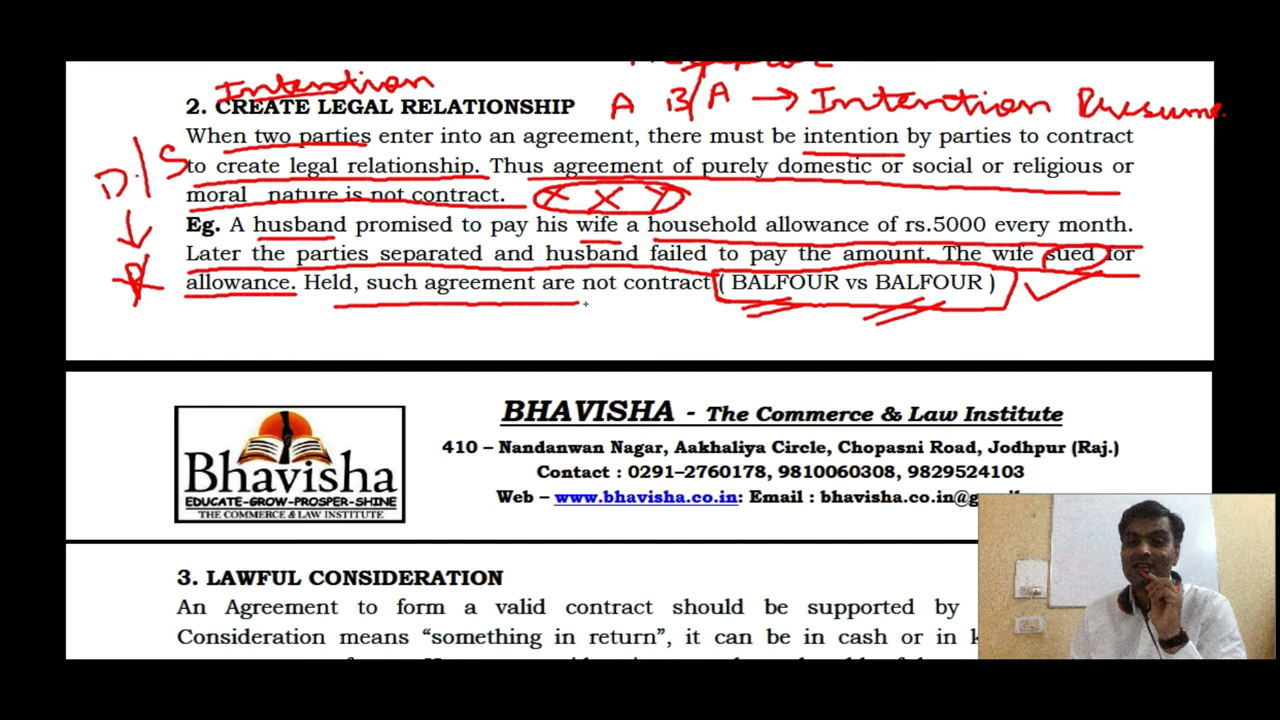 Intention
2. CREATE LEGAL RELATIONSHIP
A B/A → Intention Presume.
When two parties enter into an agreement, there must be intention by parties to contract
to create legal relationship. Thus agreement of purely domestic or social or religious or
moral nature is not contract. X X X
D/S
Eg. A husband promised to pay his wife a household allowance of rs.5000 every month.
Later the parties separated and husband failed to pay the amount. The wife sued for
allowance. Held, such agreement are not contract ( BALFOUR vs BALFOUR )
Bhavisha
EDUCATE-GROW-PROSPER-SHINE
THE COMMERCE & LAW INSTITUTE
BHAVISHA - The Commerce & Law Institute
410 – Nandanwan Nagar, Aakhaliya Circle, Chopasni Road, Jodhpur (Raj.)
Contact : 0291–2760178, 9810060308, 9829524103
Web – www.bhavisha.co.in: Email : bhavisha.co.in@g
3. LAWFUL CONSIDERATION
An Agreement to form a valid contract should be supported by
Consideration means “something in return”, it can be in cash or in k